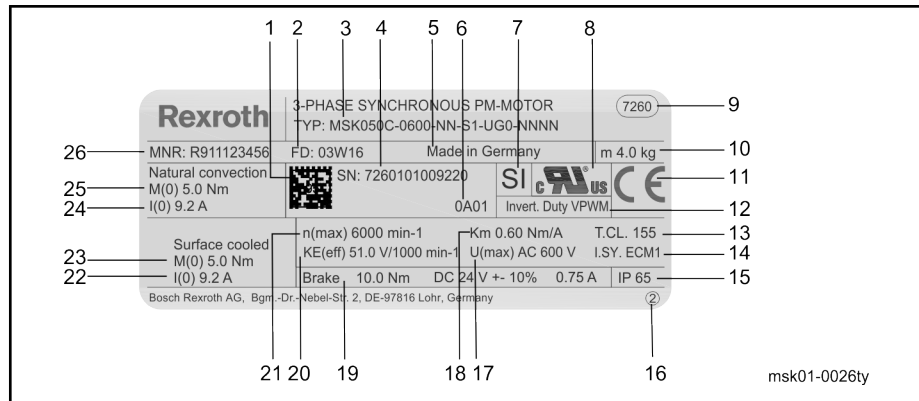 1 2 3 4 5 6 7 8
Rexroth
3-PHASE SYNCHRONOUS PM-MOTOR
TYP: MSK050C-0600-NN-S1-UG0-NNNN
7260
9
26
MNR: R911123456 FD: 03W16 Made in Germany m 4.0 kg
10
Natural convection
25
M(0) 5.0 Nm
24
I(0) 9.2 A
SN: 7260101009220
0A01
SI
c UL US
CE
11
Invert. Duty VPWM
12
n(max) 6000 min-1 Km 0.60 Nm/A T.CL. 155
13
Surface cooled
KE(eff) 51.0 V/1000 min-1 U(max) AC 600 V I.SY. ECM1
14
23
M(0) 5.0 Nm
22
I(0) 9.2 A
Brake 10.0 Nm DC 24 V +- 10% 0.75 A IP 65
15
Bosch Rexroth AG, Bgm.-Dr.-Nebel-Str. 2, DE-97816 Lohr, Germany 2
21 20 19 18 17 16
msk01-0026ty